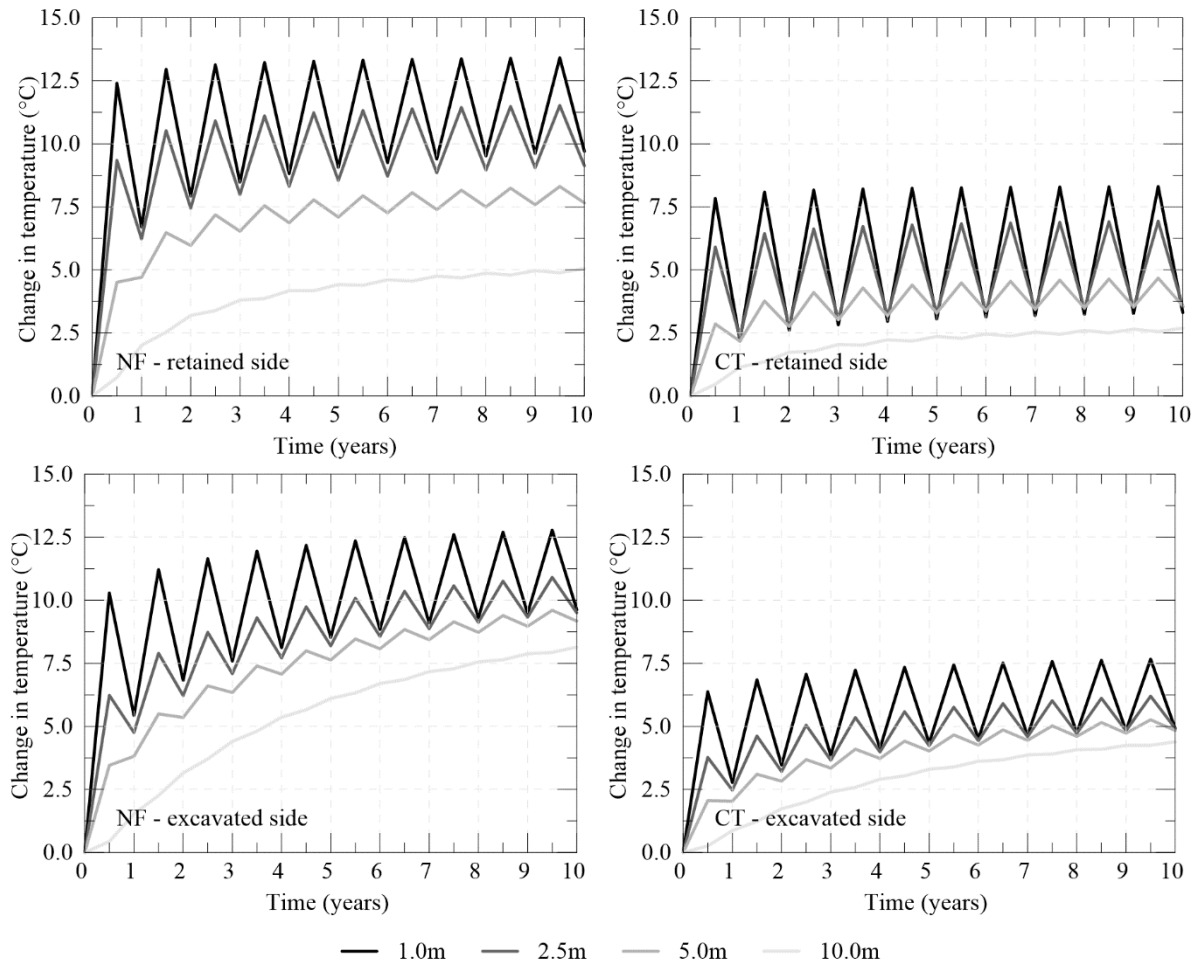 15.0
12.5
10.0
7.5
5.0
2.5
0.0
Change in temperature (°C)
NF - retained side
0 1 2 3 4 5 6 7 8 9 10
Time (years)
15.0
12.5
10.0
7.5
5.0
2.5
0.0
Change in temperature (°C)
CT - retained side
0 1 2 3 4 5 6 7 8 9 10
Time (years)
15.0
12.5
10.0
7.5
5.0
2.5
0.0
Change in temperature (°C)
NF - excavated side
0 1 2 3 4 5 6 7 8 9 10
Time (years)
15.0
12.5
10.0
7.5
5.0
2.5
0.0
Change in temperature (°C)
CT - excavated side
0 1 2 3 4 5 6 7 8 9 10
Time (years)
1.0m 2.5m 5.0m 10.0m